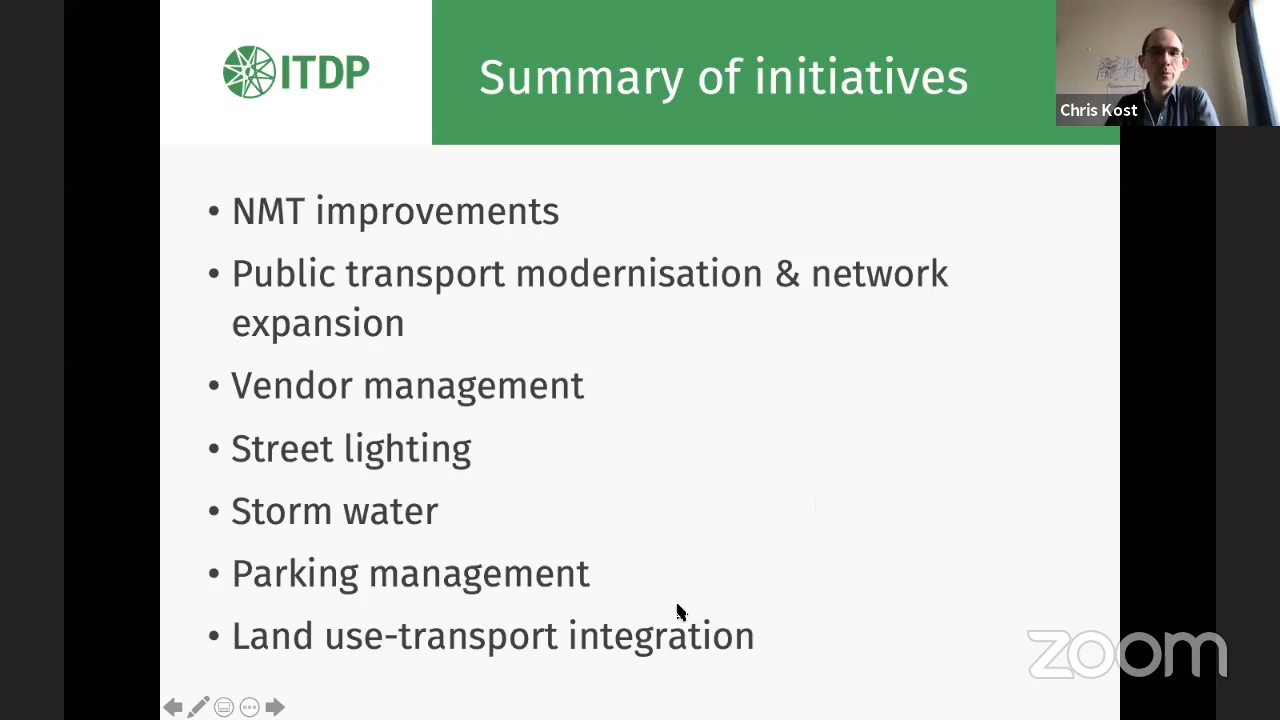 ITDP
Summary of initiatives
Chris Kost
• NMT improvements
• Public transport modernisation & network
expansion
• Vendor management
• Street lighting
• Storm water
• Parking management
• Land use-transport integration
zoom